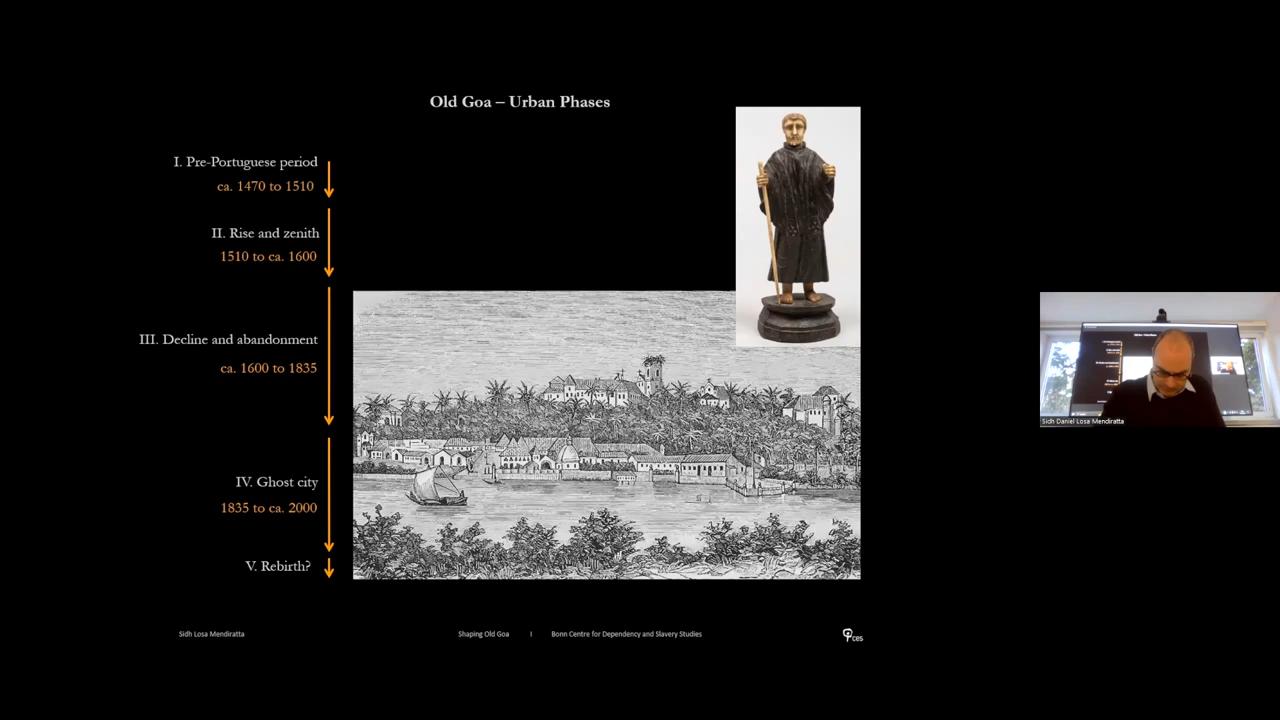 Old Goa – Urban Phases
I. Pre-Portuguese period
ca. 1470 to 1510
II. Rise and zenith
1510 to ca. 1600
III. Decline and abandonment
ca. 1600 to 1835
IV. Ghost city
1835 to ca. 2000
V. Rebirth?
Sidh Losa Mendiratta
Shaping Old Goa I Bonn Centre for Dependency and Slavery Studies
ces
Sidh Daniel Losa Mendiratta